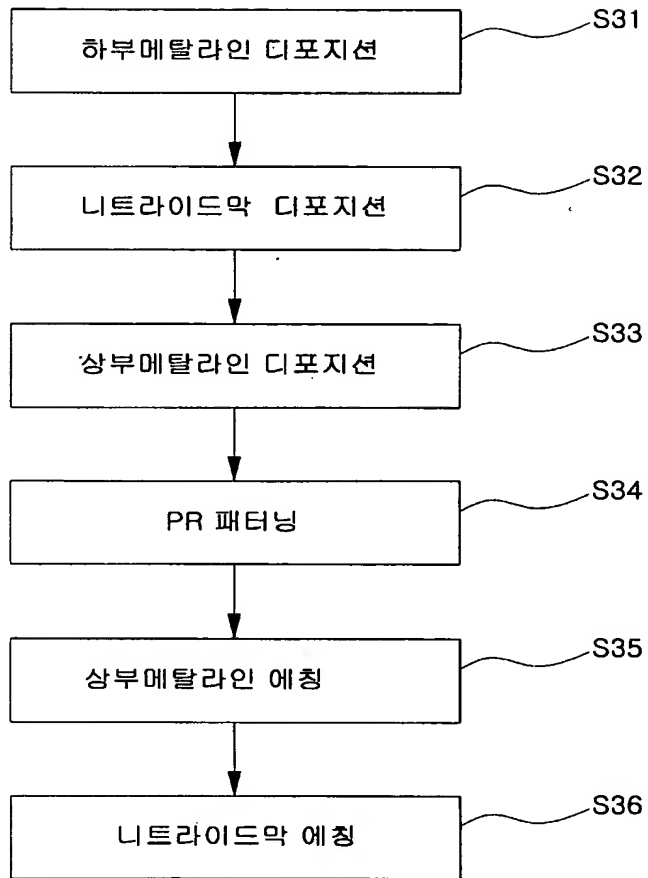 하부메탈라인 디포지션
S31
니트라이드막 디포지션
S32
상부메탈라인 디포지션
S33
PR 패터닝
S34
상부메탈라인 에칭
S35
니트라이드막 에칭
S36